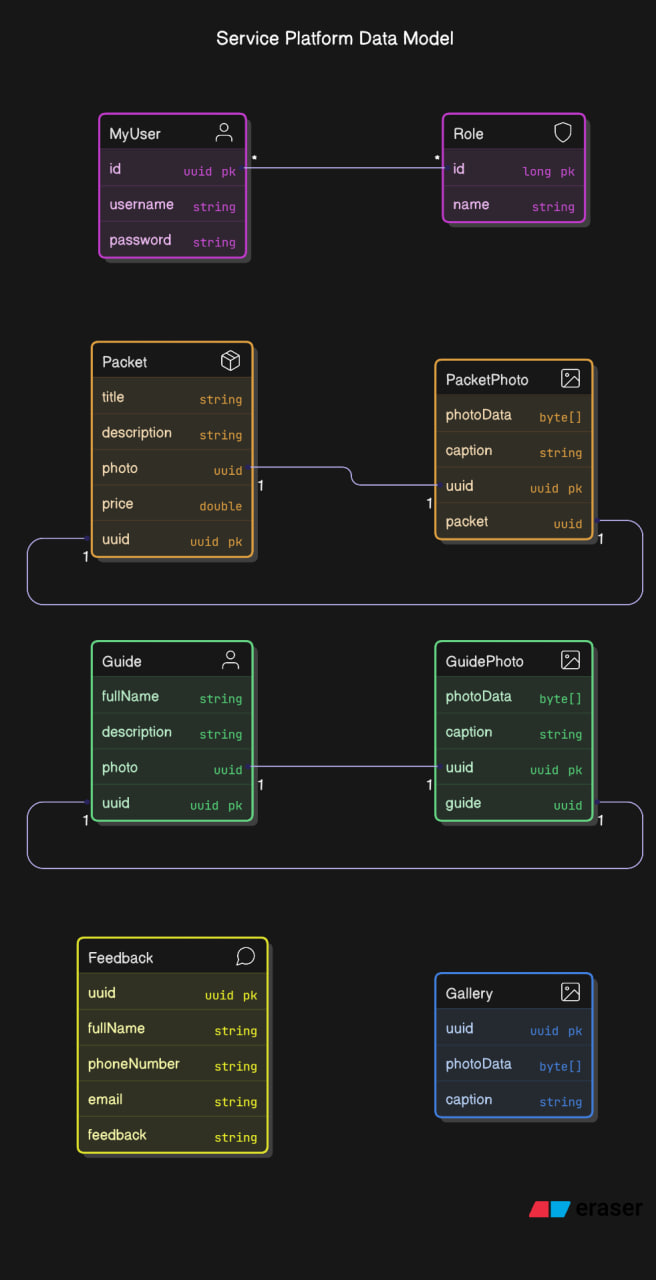 Service Platform Data Model
MyUser
id uuid pk
username string
password string
* *
Role
id long pk
name string
Packet
title string
description string
photo uuid
price double
uuid uuid pk
1 1
PacketPhoto
photoData byte[]
caption string
uuid uuid pk
packet uuid
1 1
Guide
fullName string
description string
photo uuid
uuid uuid pk
1 1
GuidePhoto
photoData byte[]
caption string
uuid uuid pk
guide uuid
1 1
Feedback
uuid uuid pk
fullName string
phoneNumber string
email string
feedback string
Gallery
uuid uuid pk
photoData byte[]
caption string
eraser